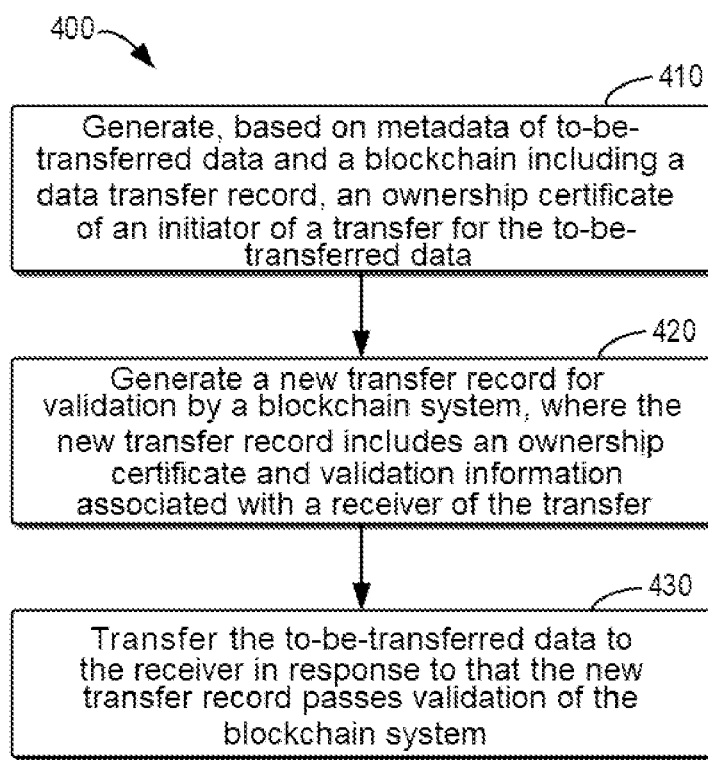 400
410
Generate, based on metadata of to-be-
transferred data and a blockchain including a
data transfer record, an ownership certificate
of an initiator of a transfer for the to-be-
transferred data
420
Generate a new transfer record for
validation by a blockchain system, where the
new transfer record includes an ownership
certificate and validation information
associated with a receiver of the transfer
430
Transfer the to-be-transferred data to
the receiver in response to that the new
transfer record passes validation of the
blockchain system